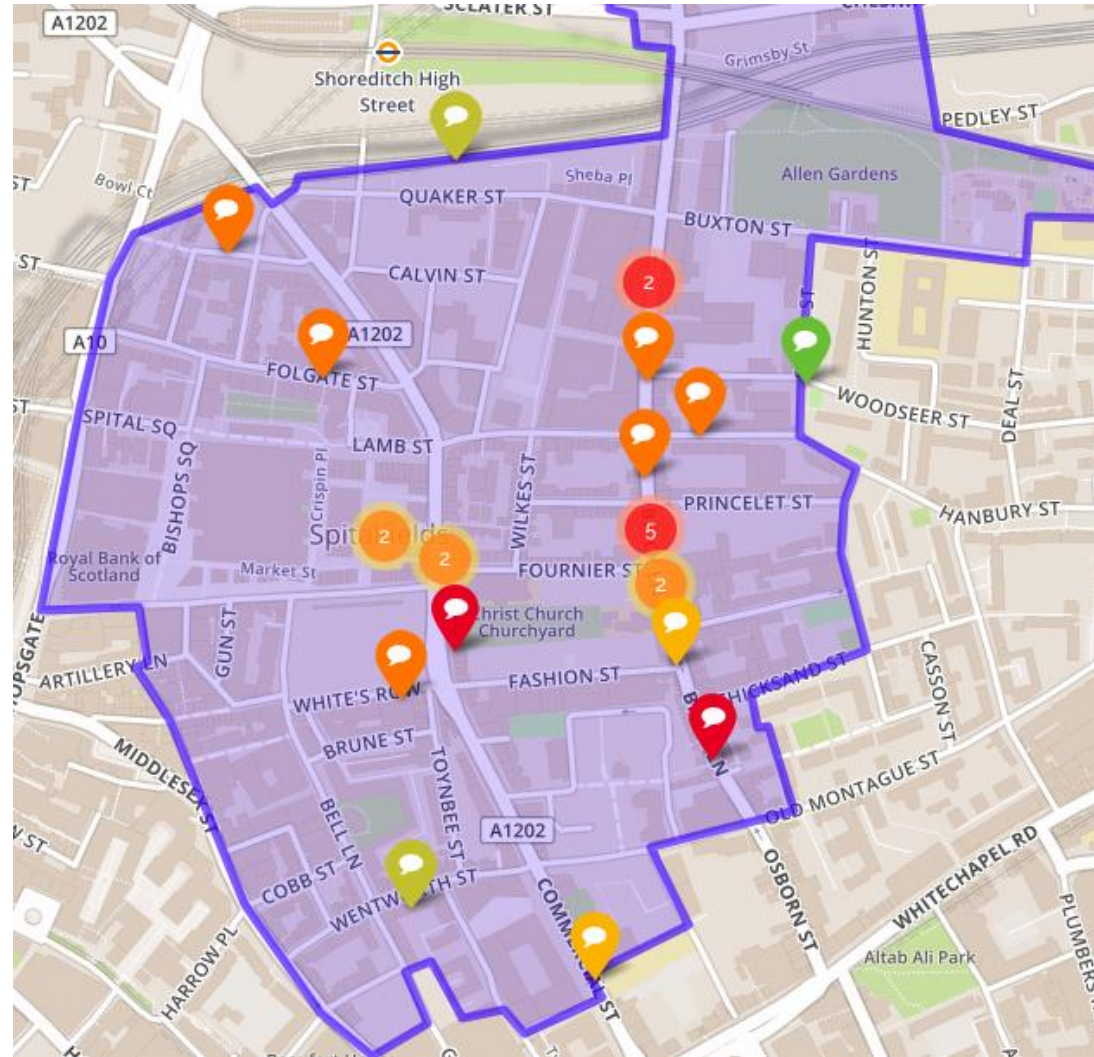 SCLATER ST
A1202
Grimsby St
Shoreditch High
Street
PEDLEY ST
Bowl Ct
Sheba Pl
Allen Gardens
QUAKER ST
BUXTON ST
CALVIN ST
ST
HUNTON ST
2
A10
A1202
FOLGATE ST
WOODSEER ST
DEAL ST
SPITAL SQ
LAMB ST
BISHOPS SQ
Crispin Pl
WILKES ST
PRINCELET ST
HANBURY ST
2
5
2
Royal Bank of
Scotland
Market St
FOURNIER ST
2
Christ Church
Churchyard
GUN ST
ARTILLERY LN
WHITE'S ROW
FASHION ST
THICKSAND ST
CASSON ST
BRUNE ST
MIDDLESEX ST
TOYNBEE ST
BELL LN
A1202
OLD MONTAGUE ST
COBB ST
WENTWORTH ST
COMMERCIAL ST
OSBORN ST
WHITECHAPEL RD
HARROW PL
Altab Ali Park